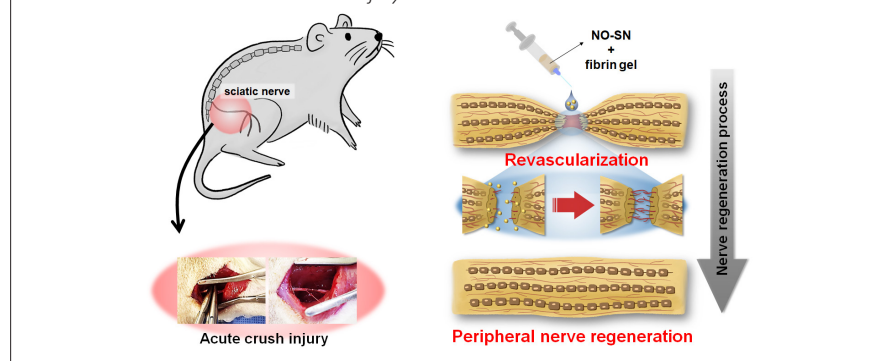 NO-SN
+
fibrin gel
sciatic nerve
Revascularization
Nerve regeneration process
Acute crush injury
Peripheral nerve regeneration